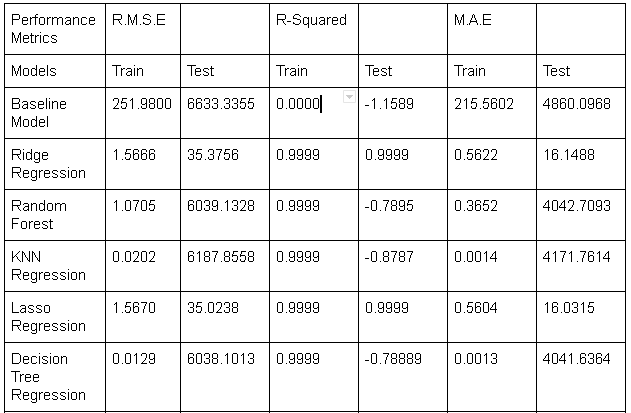 Performance Metrics R.M.S.E R-Squared M.A.E
Models Train Test Train Test Train Test
Baseline Model 251.9800 6633.3355 0.0000 -1.1589 215.5602 4860.0968
Ridge Regression 1.5666 35.3756 0.9999 0.9999 0.5622 16.1488
Random Forest 1.0705 6039.1328 0.9999 -0.7895 0.3652 4042.7093
KNN Regression 0.0202 6187.8558 0.9999 -0.8787 0.0014 4171.7614
Lasso Regression 1.5670 35.0238 0.9999 0.9999 0.5604 16.0315
Decision Tree Regression 0.0129 6038.1013 0.9999 -0.78889 0.0013 4041.6364